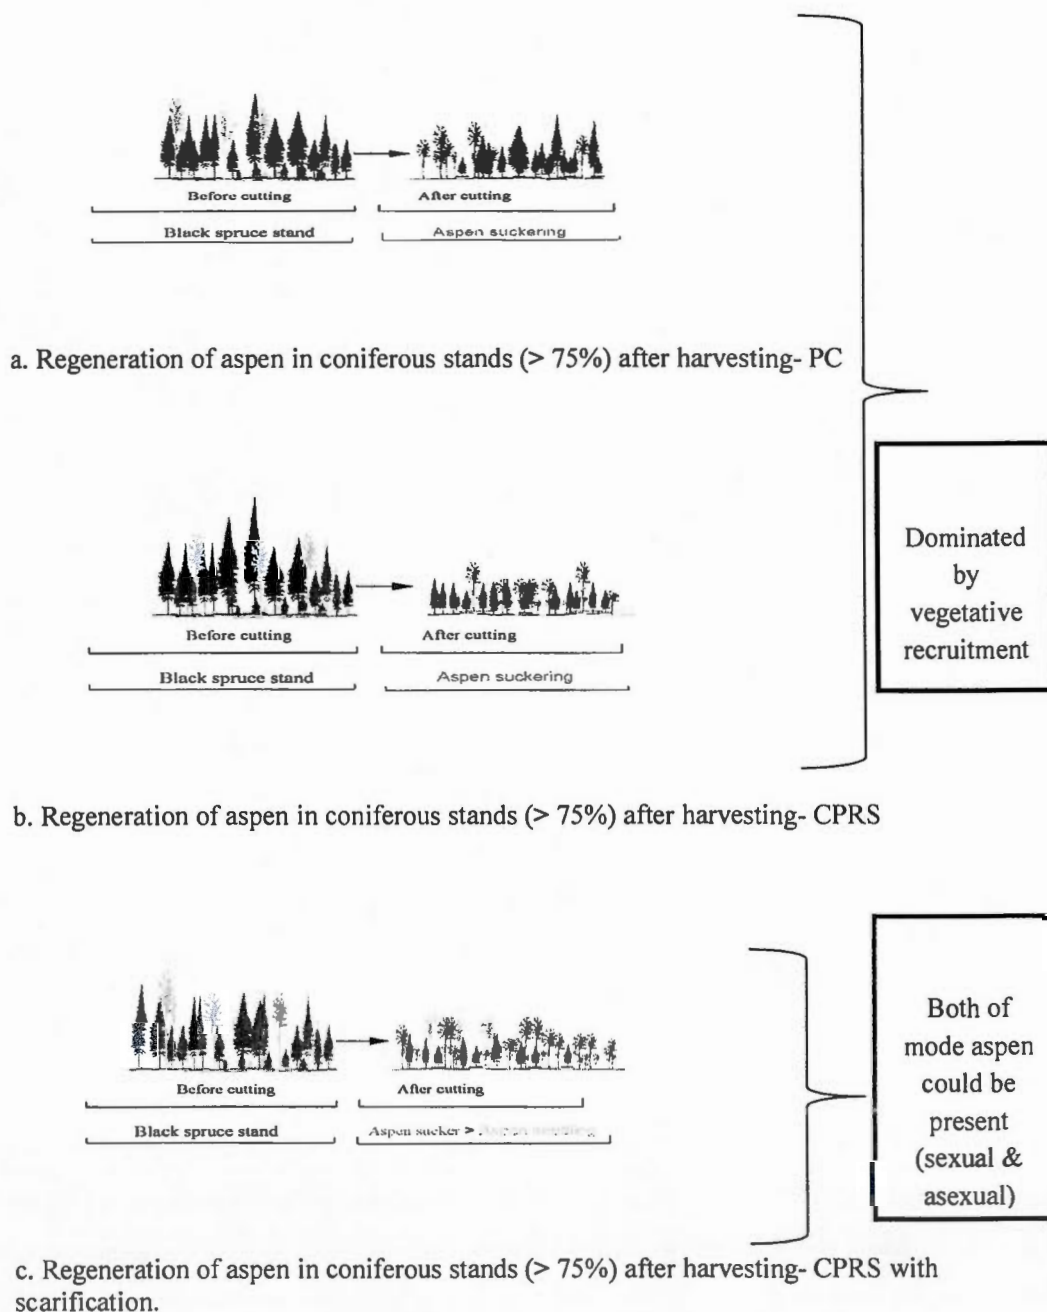 Before cutting
After cutting
Black spruce stand
Aspen suckering
a. Regeneration of aspen in coniferous stands (> 75%) after harvesting- PC
Before cutting
After cutting
Black spruce stand
Aspen suckering
Dominated
by
vegetative
recruitment
b. Regeneration of aspen in coniferous stands (> 75%) after harvesting- CPRS
Before cutting
After cutting
Black spruce stand
Aspen sucker >
Both of
mode aspen
could be
present
(sexual &
asexual)
c. Regeneration of aspen in coniferous stands (> 75%) after harvesting- CPRS with
scarification.